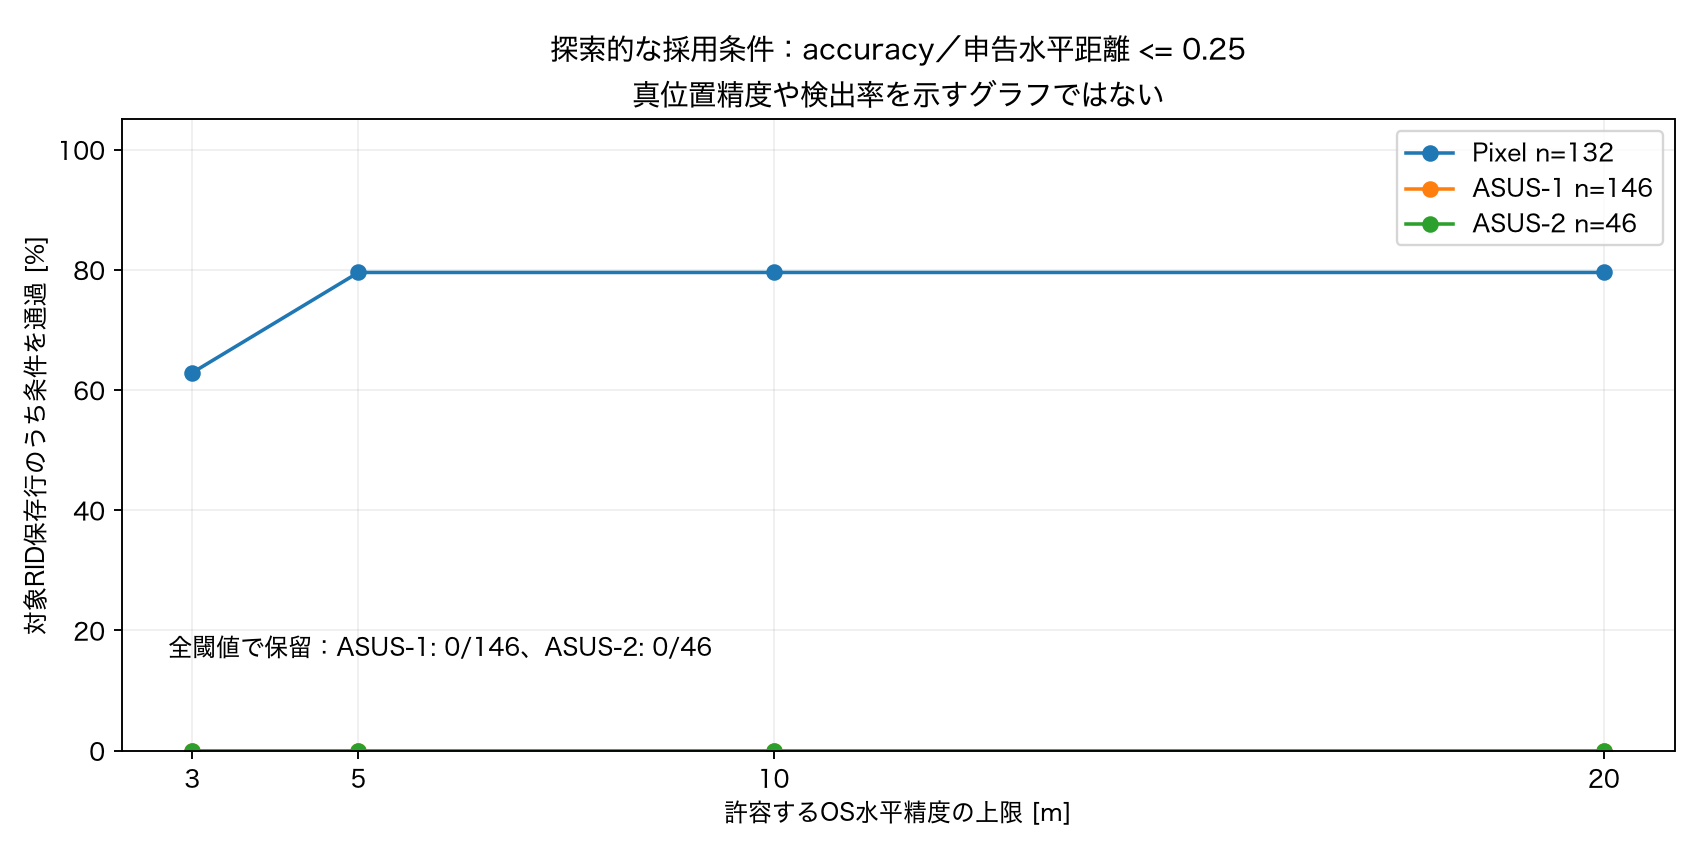 探索的な採用条件：accuracy／申告水平距離 <= 0.25
真位置精度や検出率を示すグラフではない
対象RID保存行のうち条件を通過 [%]
100
80
60
40
20
0
Pixel n=132
ASUS-1 n=146
ASUS-2 n=46
全閾値で保留：ASUS-1: 0/146、ASUS-2: 0/46
3 5 10 20
許容するOS水平精度の上限 [m]